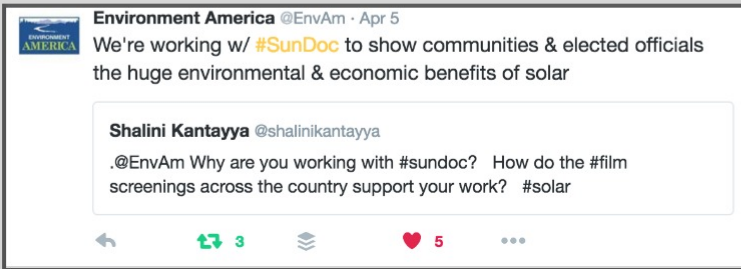 Environment America @EnvAm · Apr 5
ENVIRONMENT
AMERICA
We're working w/ #SunDoc to show communities & elected officials
the huge environmental & economic benefits of solar
Shalini Kantayya @shalinikantayya
.@EnvAm Why are you working with #sundoc? How do the #film
screenings across the country support your work? #solar
3
5